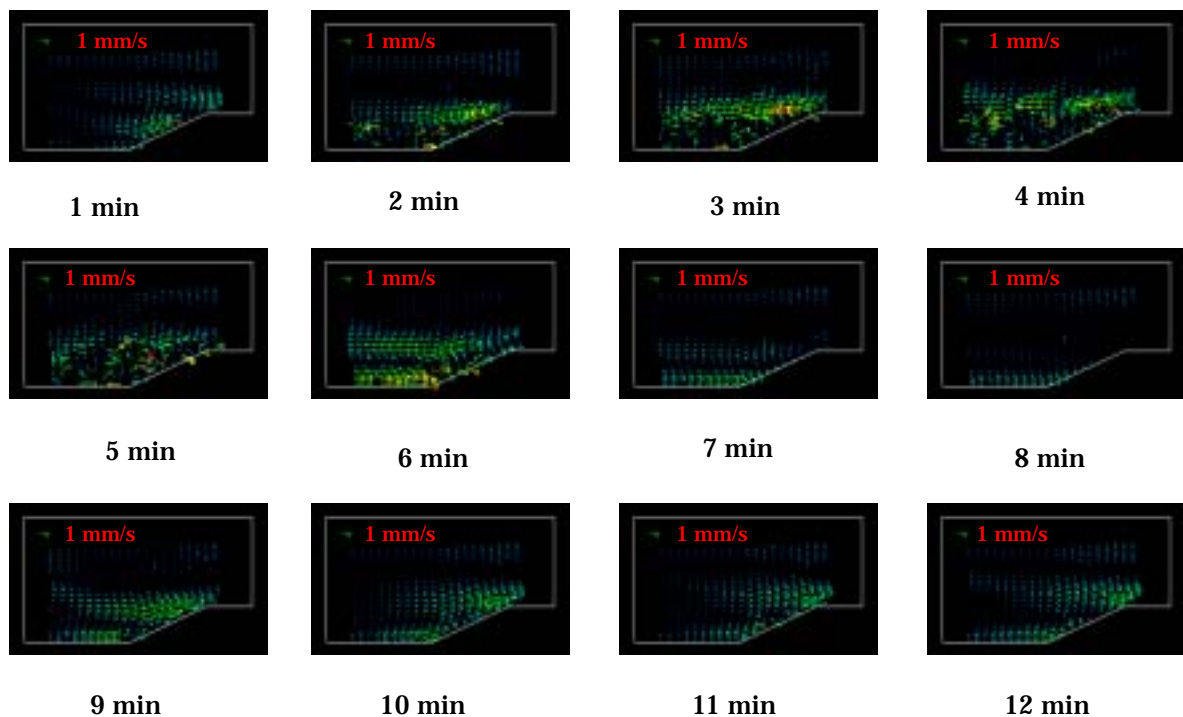 1 mm/s 1 mm/s 1 mm/s 1 mm/s
1 min 2 min 3 min 4 min
1 mm/s 1 mm/s 1 mm/s 1 mm/s
5 min 6 min 7 min 8 min
1 mm/s 1 mm/s 1 mm/s 1 mm/s
9 min 10 min 11 min 12 min